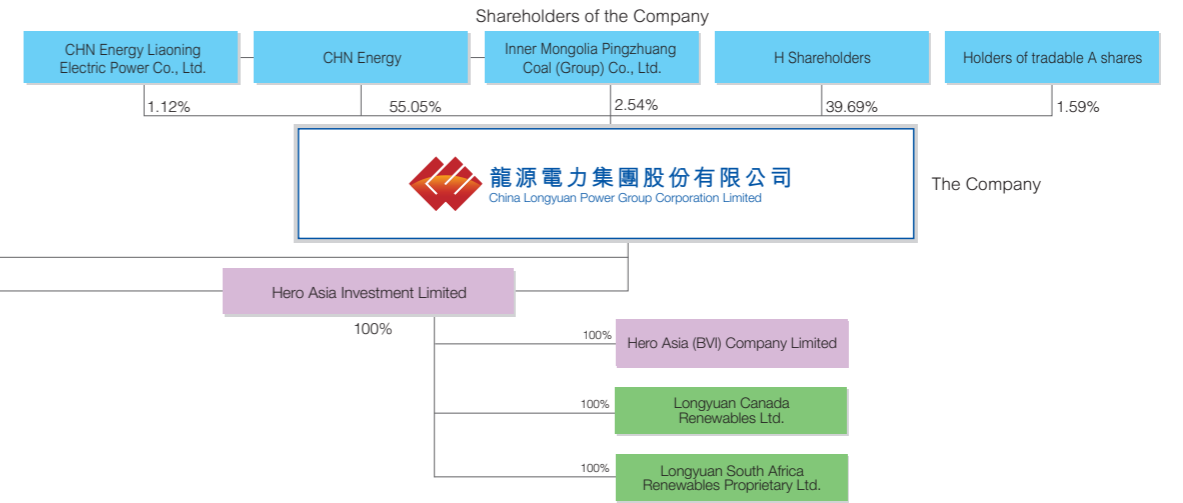 Shareholders of the Company
CHN Energy Liaoning
Electric Power Co., Ltd.
CHN Energy
Inner Mongolia Pingzhuang
Coal (Group) Co., Ltd.
H Shareholders
Holders of tradable A shares
1.12%
55.05%
2.54%
39.69%
1.59%
龍源電力集團股份有限公司
China Longyuan Power Group Corporation Limited
The Company
Hero Asia Investment Limited
100%
100%
Hero Asia (BVI) Company Limited
100%
Longyuan Canada
Renewables Ltd.
100%
Longyuan South Africa
Renewables Proprietary Ltd.